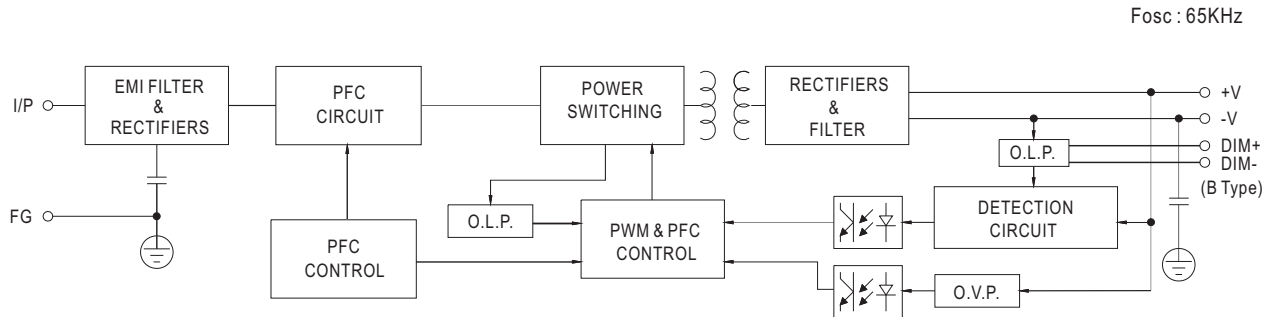 Fosc : 65KHz
I/P
EMI FILTER
&
RECTIFIERS
PFC
CIRCUIT
POWER
SWITCHING
RECTIFIERS
&
FILTER
+V
-V
DIM+
DIM-
(B Type)
O.L.P.
FG
O.L.P.
PFC
CONTROL
PWM & PFC
CONTROL
DETECTION
CIRCUIT
O.V.P.